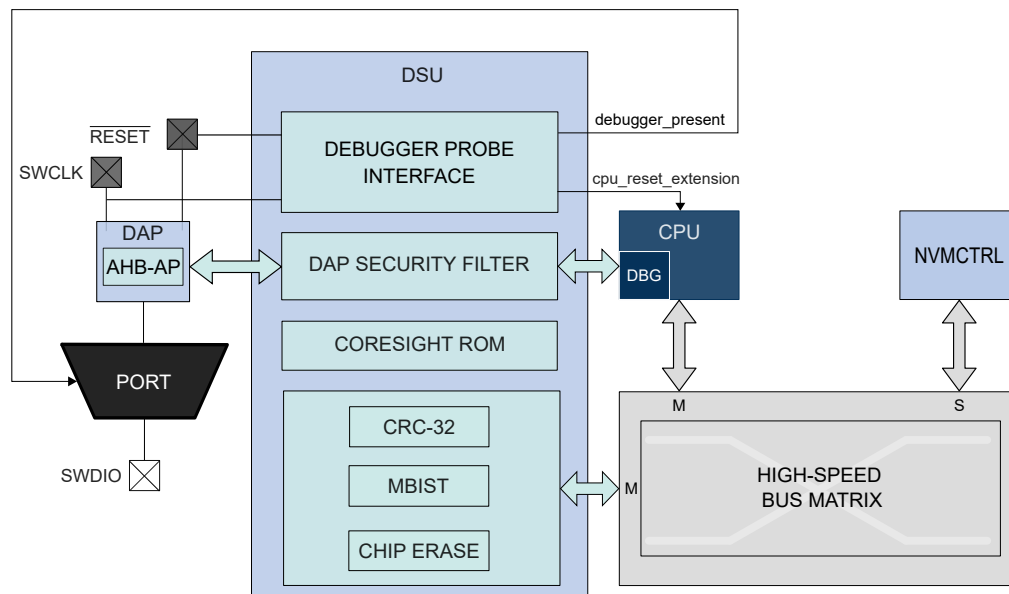 DSU
debugger_present
RESET
DEBUGGER PROBE
INTERFACE
SWCLK
cpu_reset_extension
DAP
CPU
AHB-AP
DAP SECURITY FILTER
DBG
NVMCTRL
CORESIGHT ROM
PORT
M
S
CRC-32
SWDIO
MBIST
M
HIGH-SPEED
BUS MATRIX
CHIP ERASE